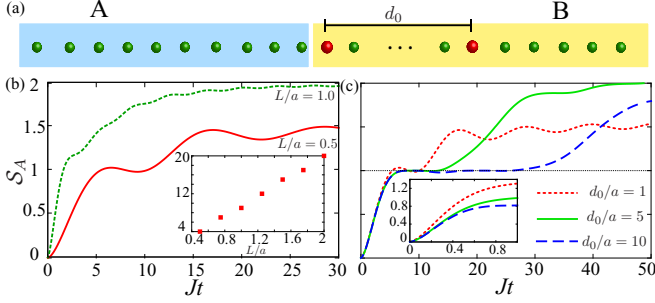 (a)
A
d₀
B
...
(b)
2
1.5
1
0.5
0
S_A
L/a=1.0
L/a=0.5
20
16
12
8
4
0.4
0.8
1.2
1.6
2
L/a
0
5
10
15
20
25
30
Jt
(c)
1.2
0.8
0.4
0
0
0.4
0.8
d₀/a = 1
d₀/a = 5
d₀/a = 10
0
10
20
30
40
50
Jt